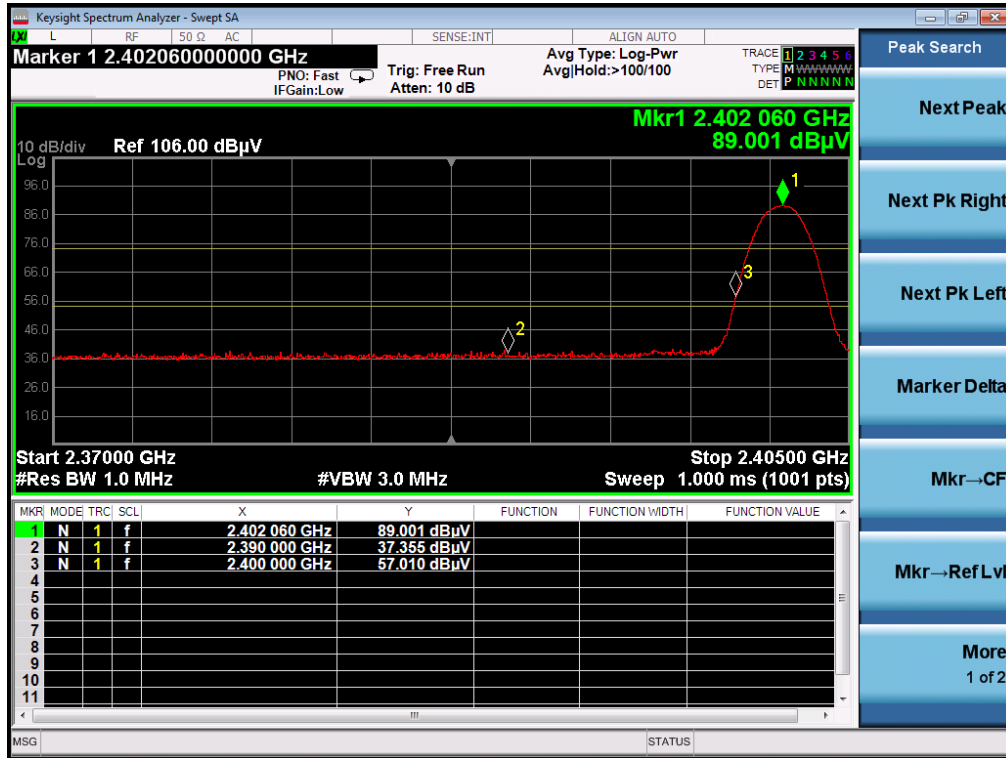 Keysight Spectrum Analyzer - Swept SA
LXI L RF 50 Ω AC SENSE:INT ALIGN AUTO
Marker 1 2.402060000000 GHz
PNO: Fast
IFGain:Low
Trig: Free Run
Atten: 10 dB
Avg Type: Log-Pwr
Avg|Hold:>100/100
TRACE 1 2 3 4 5 6
TYPE M WWWWW
DET P N N N N N
Mkr1 2.402 060 GHz
89.001 dBµV
10 dB/div Ref 106.00 dBµV
Log
96.0
86.0
76.0
66.0
56.0
46.0
36.0
26.0
16.0
1
3
2
Start 2.37000 GHz Stop 2.40500 GHz
#Res BW 1.0 MHz #VBW 3.0 MHz Sweep 1.000 ms (1001 pts)
MKR MODE TRC SCL X Y FUNCTION FUNCTION WIDTH FUNCTION VALUE
1 N 1 f 2.402 060 GHz 89.001 dBµV
2 N 1 f 2.390 000 GHz 37.355 dBµV
3 N 1 f 2.400 000 GHz 57.010 dBµV
4
5
6
7
8
9
10
11
MSG STATUS
Peak Search
Next Peak
Next Pk Right
Next Pk Left
Marker Delta
Mkr→CF
Mkr→Ref Lvl
More
1 of 2